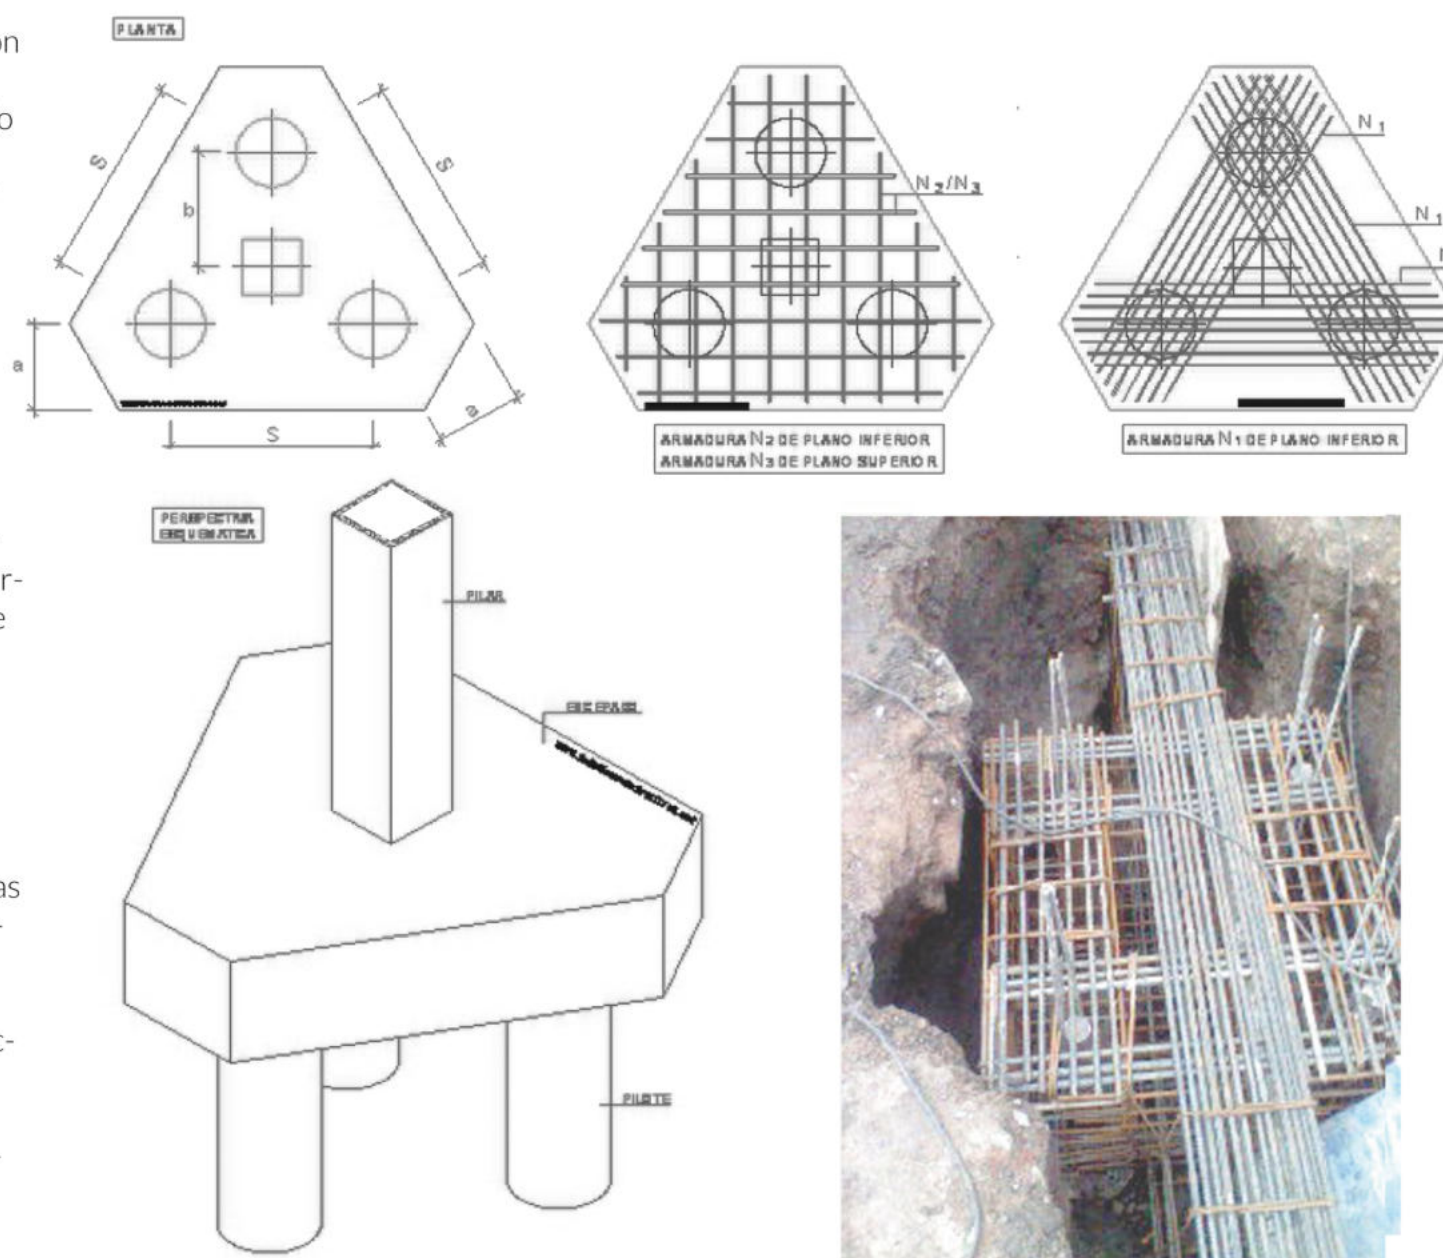 PLANTA
S
S
b
a
S
a
N2/N3
ARMADURA N2 DE PLANO INFERIOR
ARMADURA N3 DE PLANO SUPERIOR
N1
N1
ARMADURA N1 DE PLANO INFERIOR
PERSPECTIVA
ESQUEMATICA
PILAR
ENCEPADO
PILOTE
on
o
r-
e
as
c-